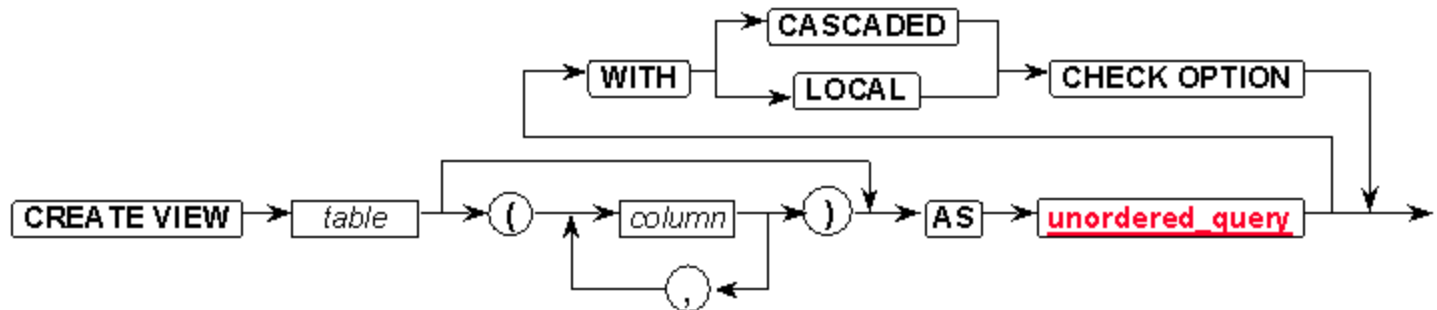 CASCADED
WITH
LOCAL
CHECK OPTION
CREATE VIEW table ( column ) AS unordered_query
,